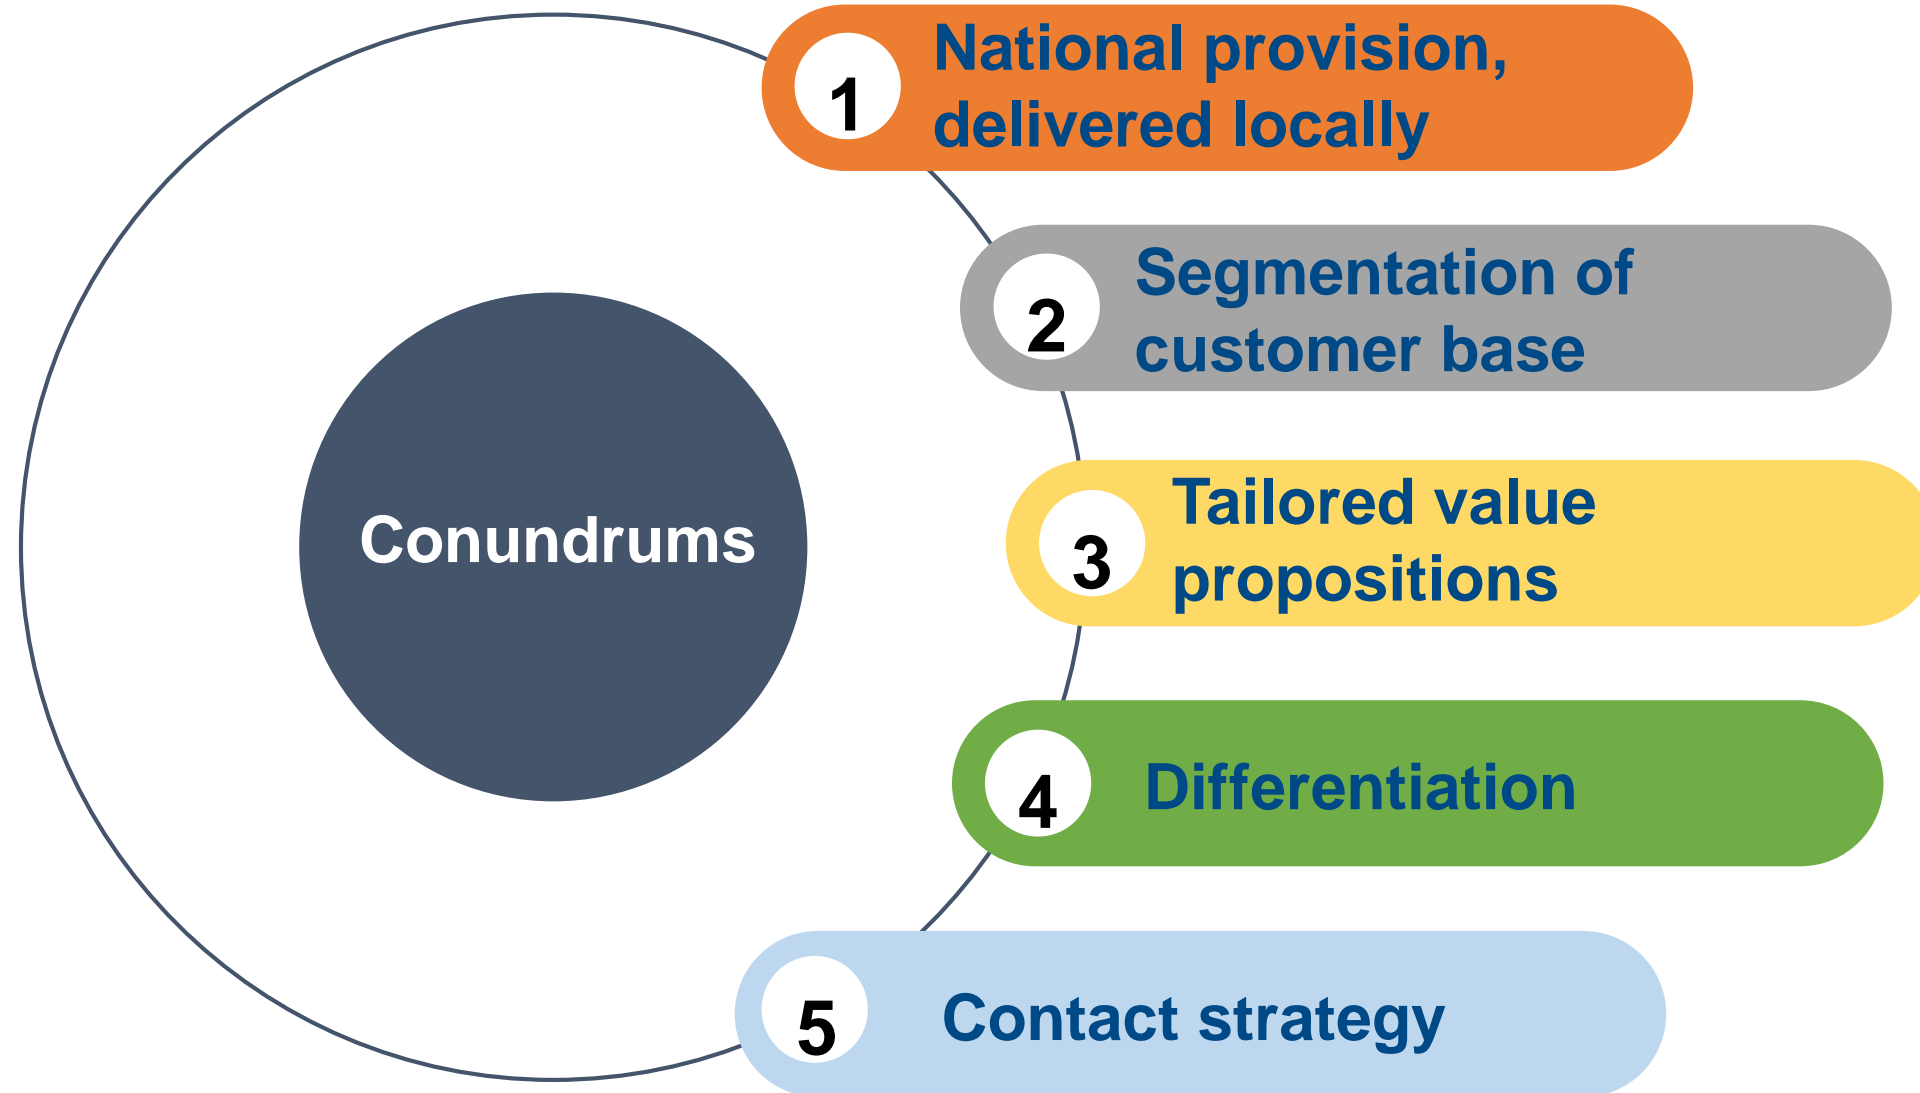 1
National provision,
delivered locally
2
Segmentation of
customer base
Conundrums
3
Tailored value
propositions
4
Differentiation
5
Contact strategy